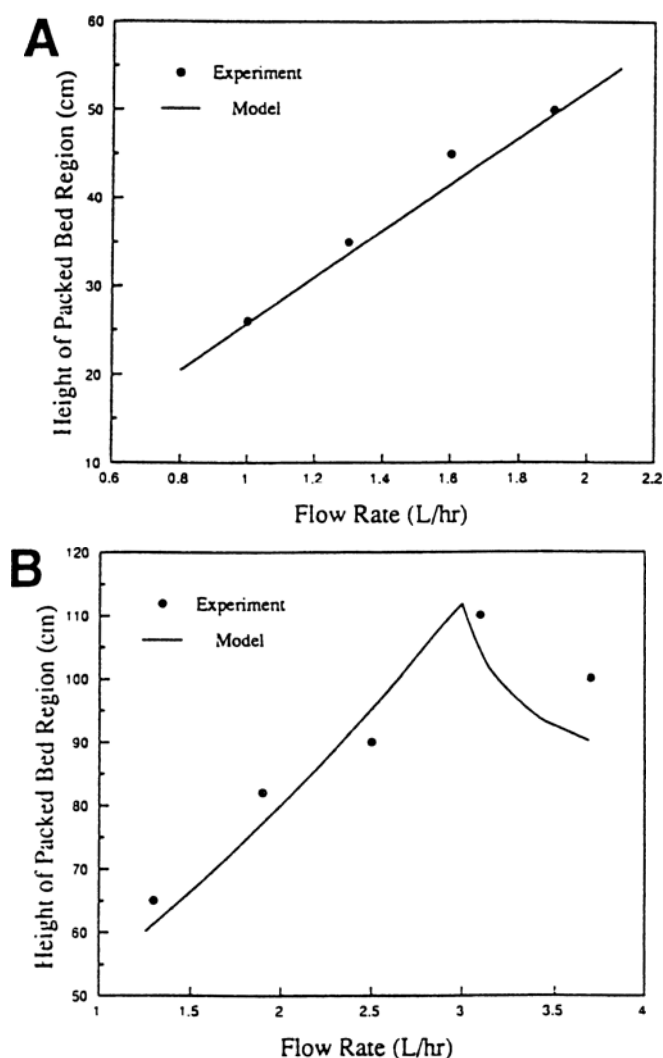 A
60
50
40
30
20
10
Height of Packed Bed Region (cm)
Experiment
Model
0.6 0.8 1 1.2 1.4 1.6 1.8 2 2.2
Flow Rate (L/hr)
B
120
110
100
90
80
70
60
50
Height of Packed Bed Region (cm)
Experiment
Model
1 1.5 2 2.5 3 3.5 4
Flow Rate (L/hr)